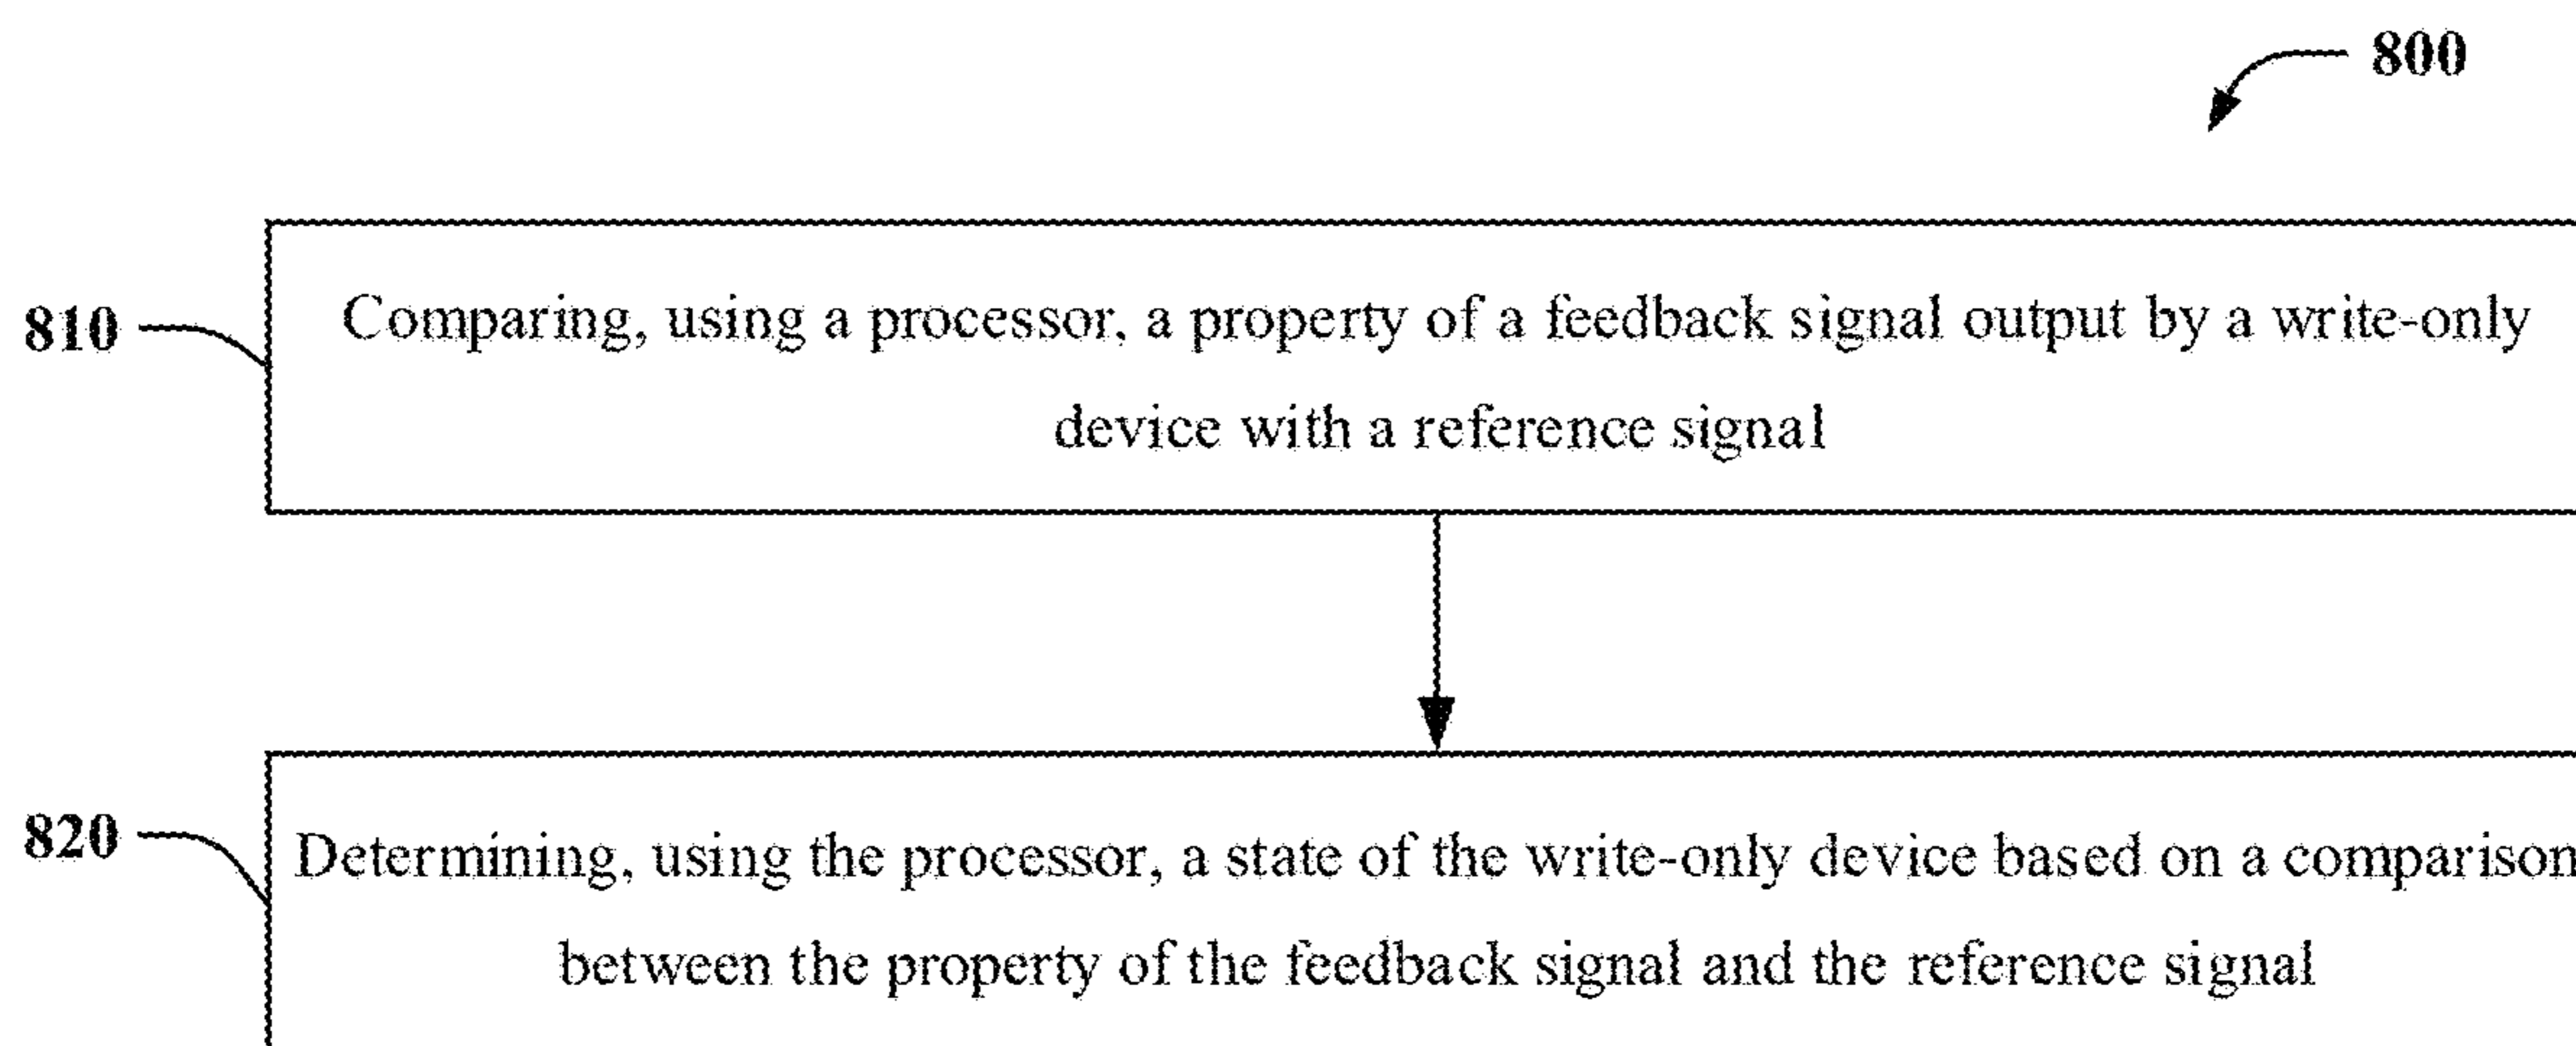 800
810
Comparing, using a processor, a property of a feedback signal output by a write-only
device with a reference signal
820
Determining, using the processor, a state of the write-only device based on a comparison
between the property of the feedback signal and the reference signal